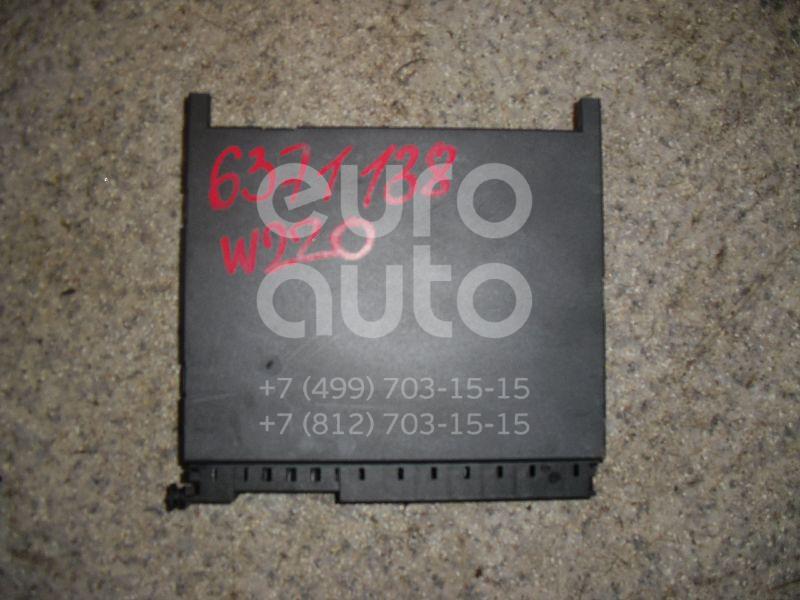 6371138
W220
euro
auto
+7 (499) 703-15-15
+7 (812) 703-15-15